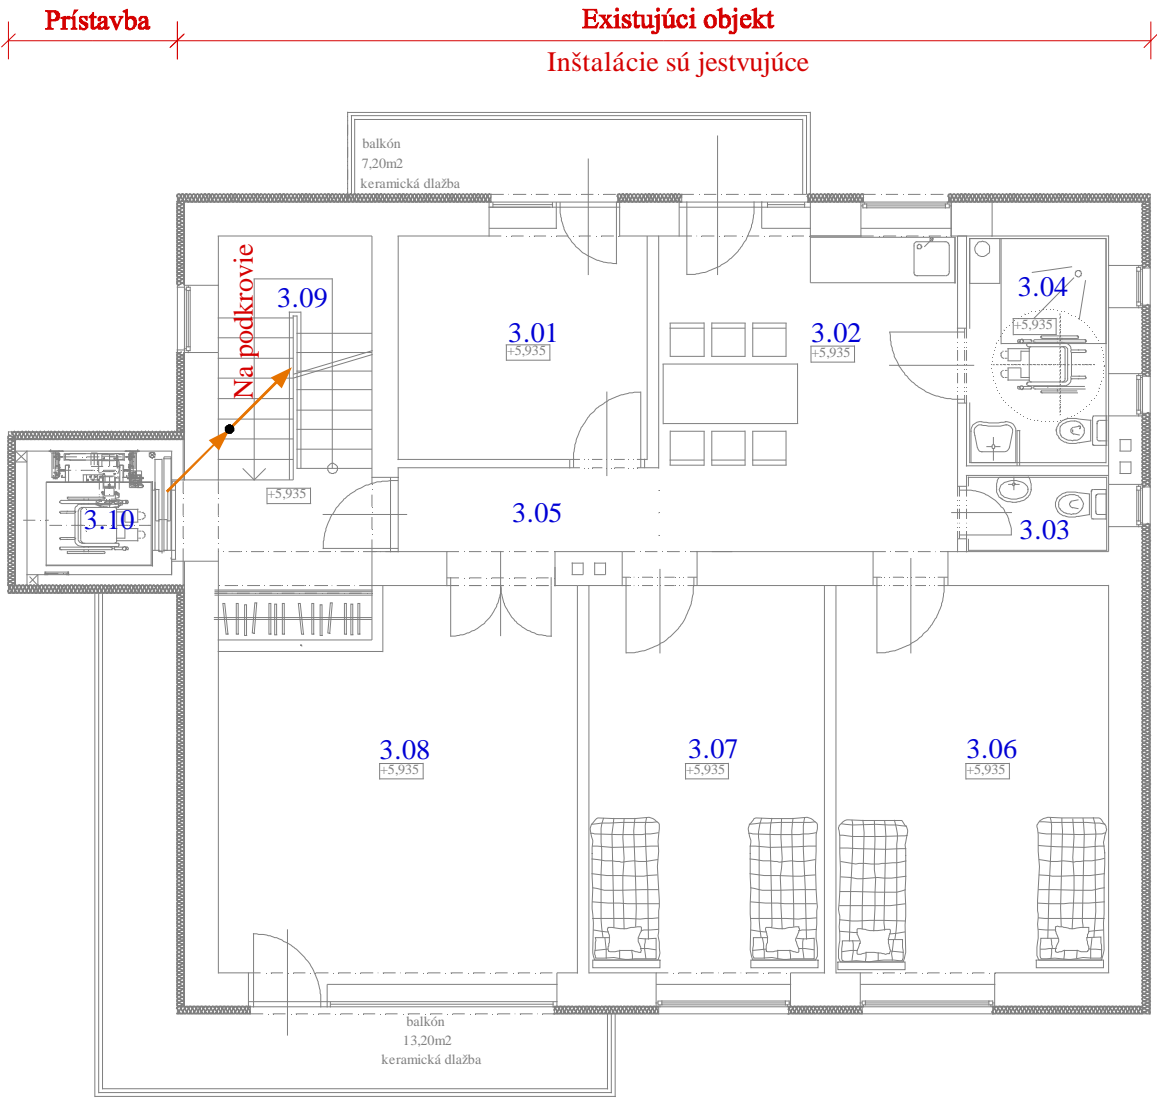 Prístavba
Existujúci objekt
Inštalácie sú jestvujúce
balkón
7,20m2
keramická dlažba
Na podkrovie
3.09
3.01
+5,935
3.02
+5,935
3.04
+5,935
+5,935
3.10
3.05
3.03
3.08
+5,935
3.07
+5,935
3.06
+5,935
balkón
13,20m2
keramická dlažba